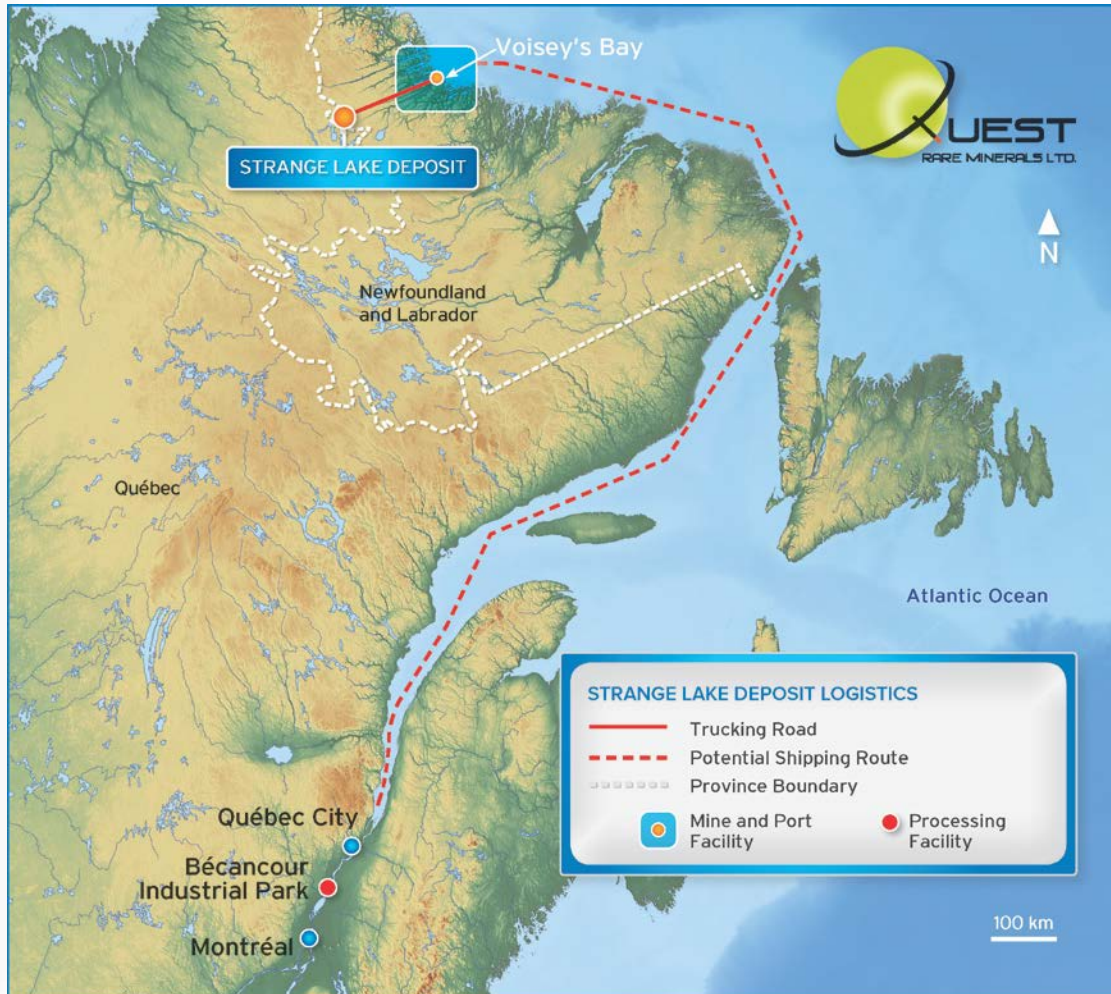 Voisey's Bay
STRANGE LAKE DEPOSIT
QUEST
RARE MINERALS LTD.
N
Newfoundland
and Labrador
Québec
Atlantic Ocean
STRANGE LAKE DEPOSIT LOGISTICS
Trucking Road
Potential Shipping Route
Province Boundary
Mine and Port
Facility
Processing
Facility
Québec City
Bécancour
Industrial Park
Montréal
100 km